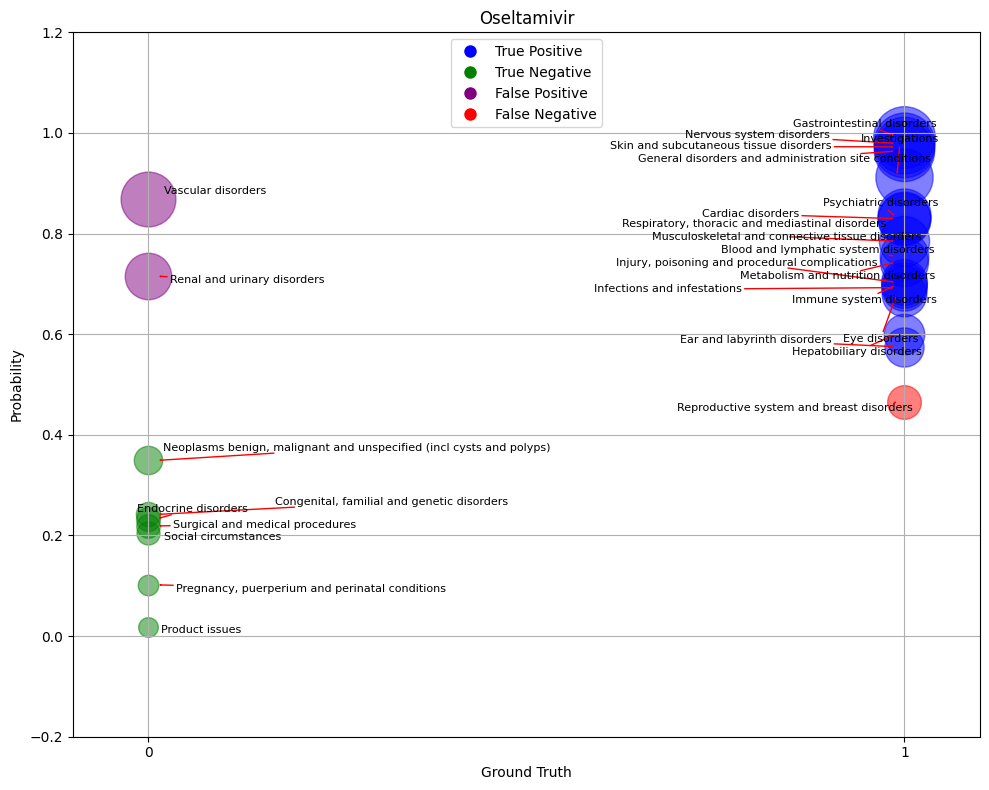 Oseltamivir
True Positive
True Negative
False Positive
False Negative
1.2
1.0
0.8
0.6
0.4
0.2
0.0
−0.2
Probability
Gastrointestinal disorders
Nervous system disorders
Investigations
Skin and subcutaneous tissue disorders
General disorders and administration site conditions
Vascular disorders
Psychiatric disorders
Cardiac disorders
Respiratory, thoracic and mediastinal disorders
Musculoskeletal and connective tissue disorders
Blood and lymphatic system disorders
Injury, poisoning and procedural complications
Metabolism and nutrition disorders
Renal and urinary disorders
Infections and infestations
Immune system disorders
Eye disorders
Ear and labyrinth disorders
Hepatobiliary disorders
Reproductive system and breast disorders
Neoplasms benign, malignant and unspecified (incl cysts and polyps)
Congenital, familial and genetic disorders
Endocrine disorders
Surgical and medical procedures
Social circumstances
Pregnancy, puerperium and perinatal conditions
Product issues
0
1
Ground Truth